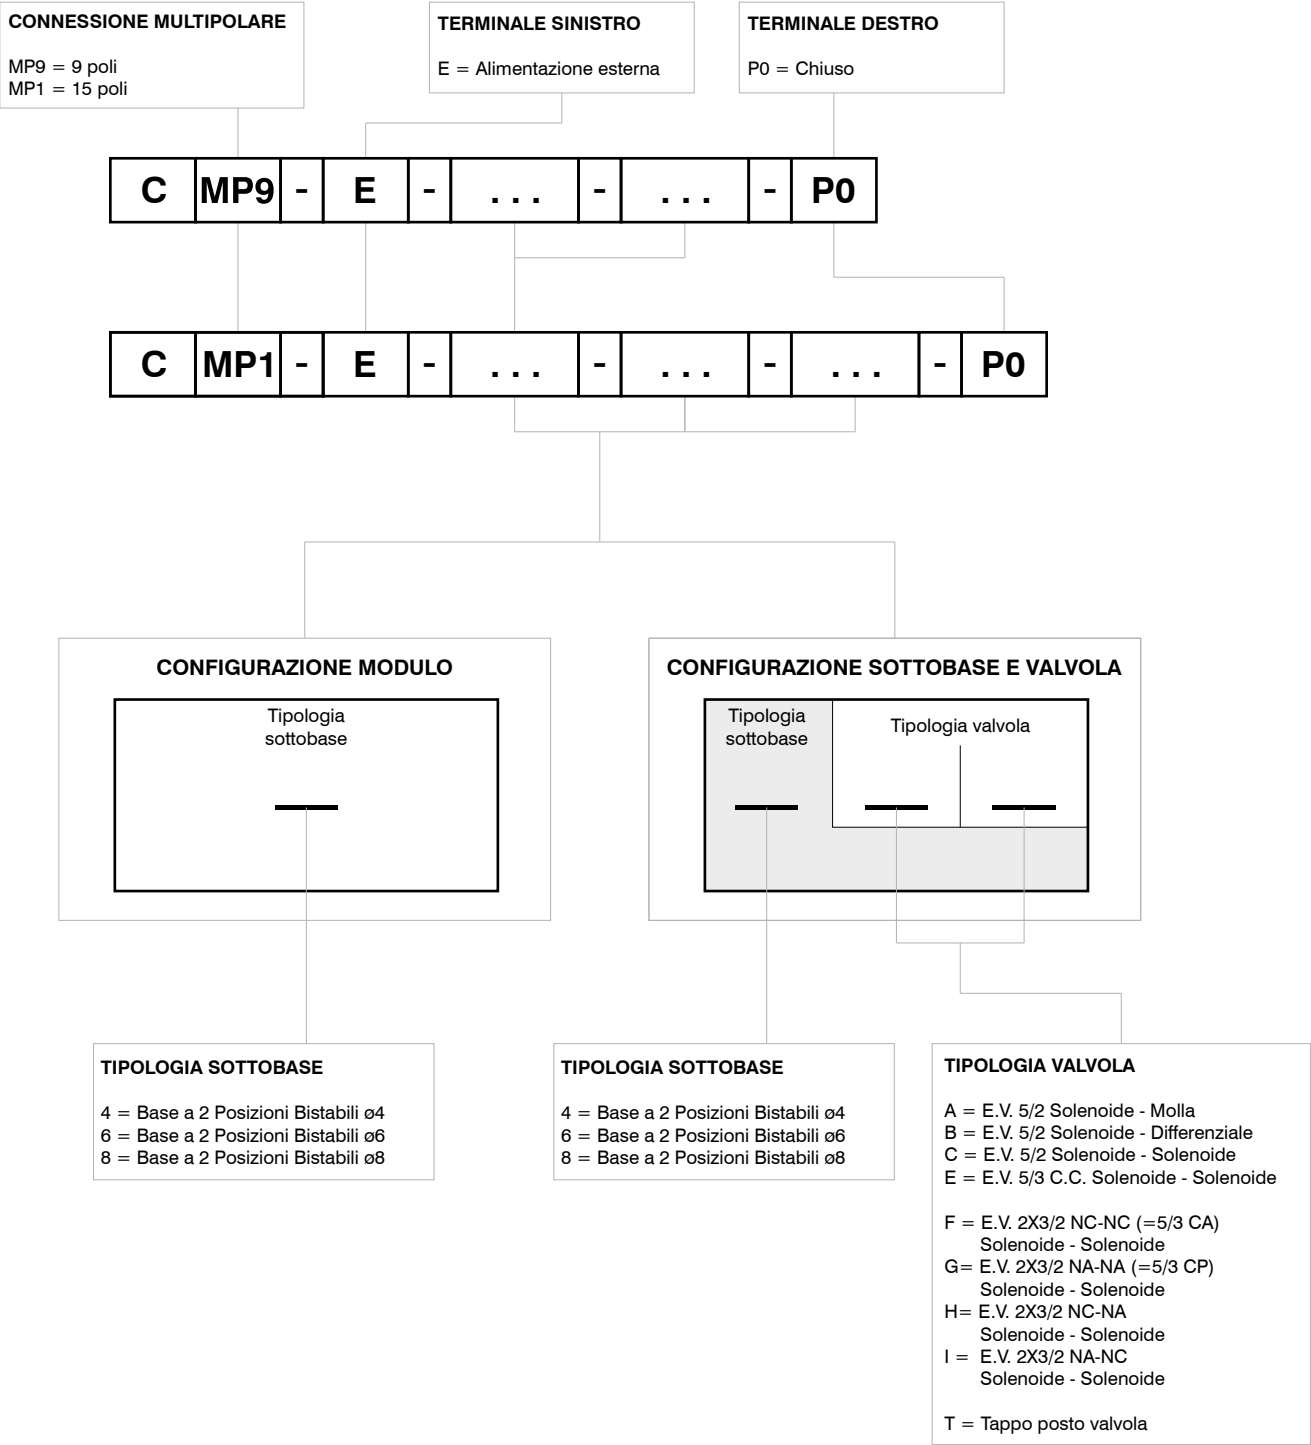 CONNESSIONE MULTIPOLARE
MP9 = 9 poli
MP1 = 15 poli
TERMINALE SINISTRO
E = Alimentazione esterna
TERMINALE DESTRO
P0 = Chiuso
C MP9 - E - ... - ... - P0
C MP1 - E - ... - ... - ... - P0
CONFIGURAZIONE MODULO
Tipologia
sottobase
CONFIGURAZIONE SOTTOBASE E VALVOLA
Tipologia
sottobase
Tipologia valvola
TIPOLOGIA SOTTOBASE
4 = Base a 2 Posizioni Bistabili ø4
6 = Base a 2 Posizioni Bistabili ø6
8 = Base a 2 Posizioni Bistabili ø8
TIPOLOGIA SOTTOBASE
4 = Base a 2 Posizioni Bistabili ø4
6 = Base a 2 Posizioni Bistabili ø6
8 = Base a 2 Posizioni Bistabili ø8
TIPOLOGIA VALVOLA
A = E.V. 5/2 Solenoide - Molla
B = E.V. 5/2 Solenoide - Differenziale
C = E.V. 5/2 Solenoide - Solenoide
E = E.V. 5/3 C.C. Solenoide - Solenoide
F = E.V. 2X3/2 NC-NC (=5/3 CA)
Solenoide - Solenoide
G= E.V. 2X3/2 NA-NA (=5/3 CP)
Solenoide - Solenoide
H= E.V. 2X3/2 NC-NA
Solenoide - Solenoide
I = E.V. 2X3/2 NA-NC
Solenoide - Solenoide
T = Tappo posto valvola